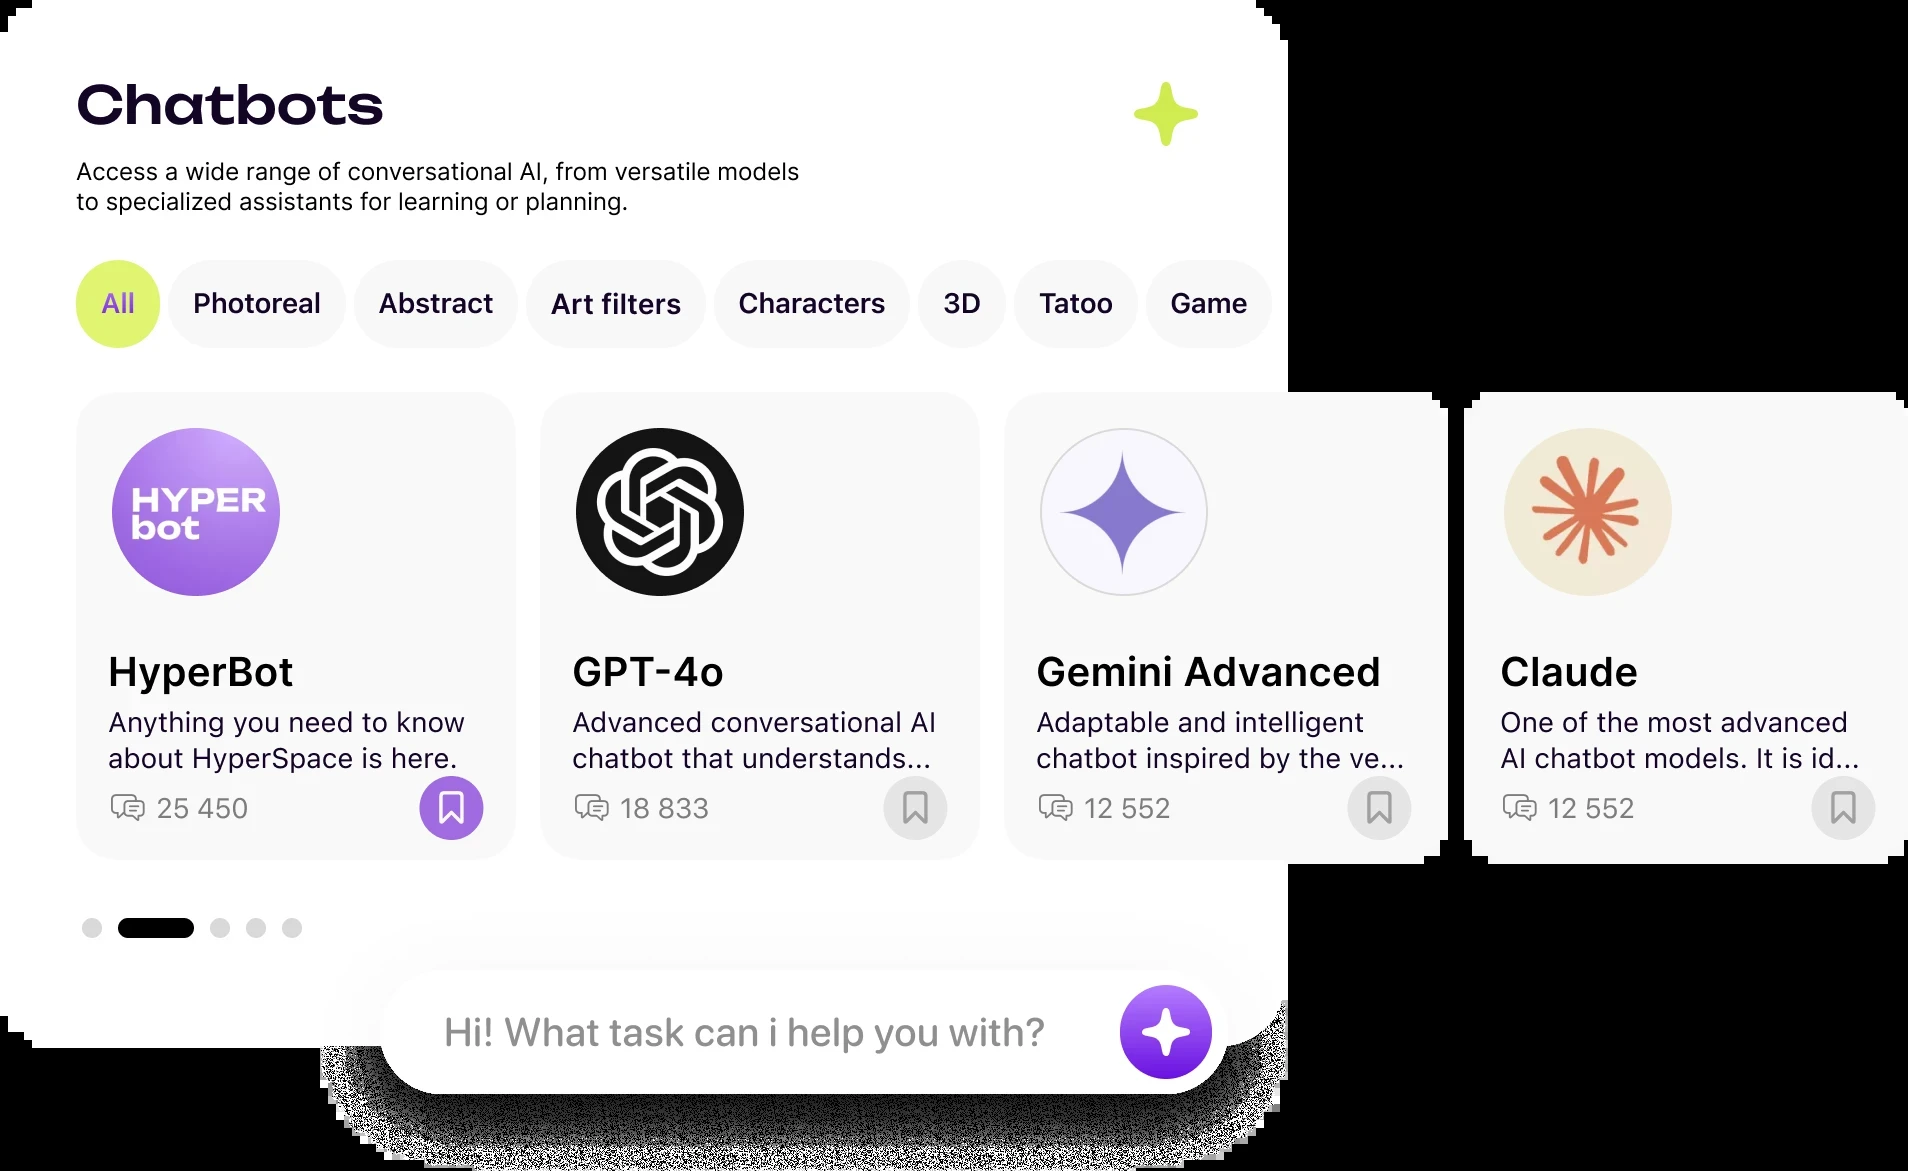 Chatbots
Access a wide range of conversational AI, from versatile models
to specialized assistants for learning or planning.
All
Photoreal
Abstract
Art filters
Characters
3D
Tatoo
Game
HYPER
bot
HyperBot
Anything you need to know
about HyperSpace is here.
25 450
GPT-4o
Advanced conversational AI
chatbot that understands...
18 833
Gemini Advanced
Adaptable and intelligent
chatbot inspired by the ve...
12 552
Claude
One of the most advanced
AI chatbot models. It is id...
12 552
Hi! What task can i help you with?